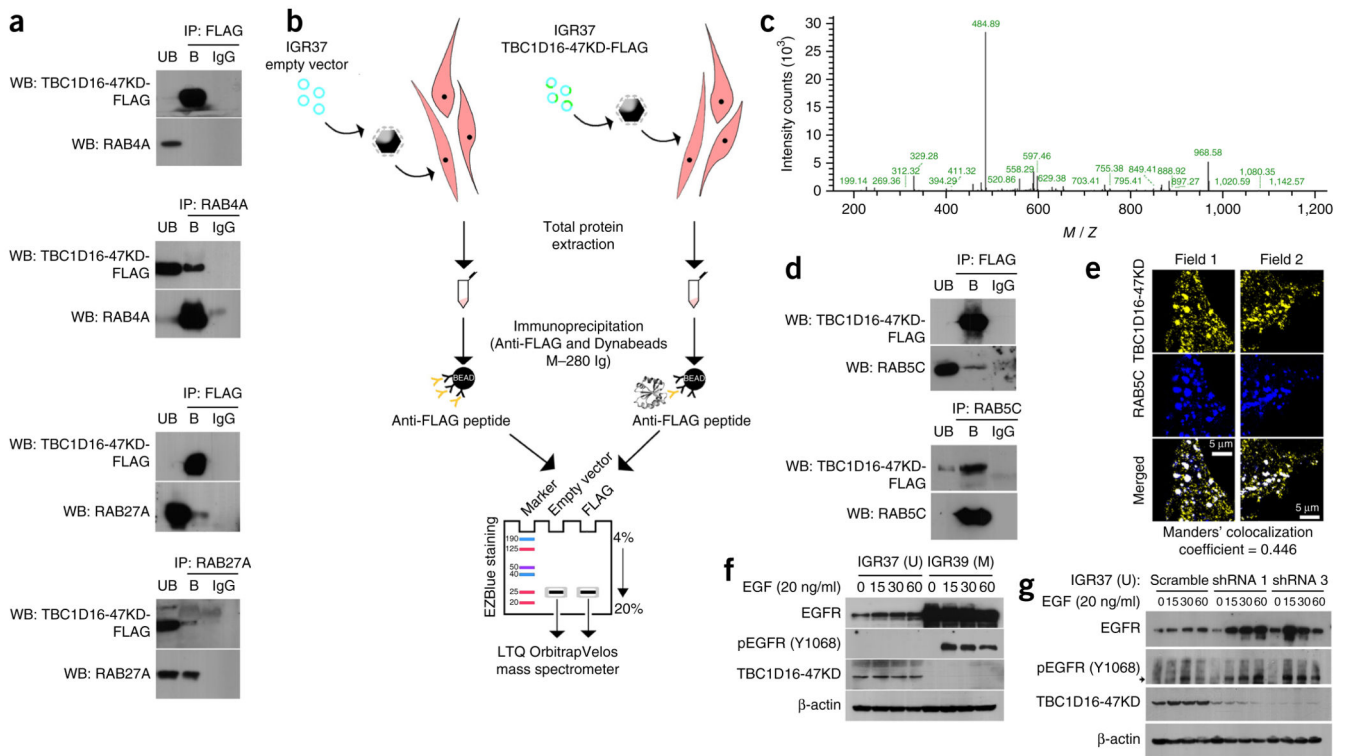 a
IP: FLAG
UB B IgG
WB: TBC1D16-47KD-
FLAG
WB: RAB4A
IP: RAB4A
UB B IgG
WB: TBC1D16-47KD-
FLAG
WB: RAB4A
IP: FLAG
UB B IgG
WB: TBC1D16-47KD-
FLAG
WB: RAB27A
IP: RAB27A
UB B IgG
WB: TBC1D16-47KD-
FLAG
WB: RAB27A
b
IGR37
empty vector
IGR37
TBC1D16-47KD-FLAG
Total protein
extraction
Immunoprecipitation
(Anti-FLAG and Dynabeads
M–280 Ig)
BEAD
BEAD
Anti-FLAG peptide
Anti-FLAG peptide
Marker
Empty vector
FLAG
EZBlue staining
190
125
50
40
25
20
4%
20%
LTQ OrbitrapVelos
mass spectrometer
c
Intensity counts (10³)
30
25
20
15
10
5
0
484.89
968.58
329.28
312.32
199.14
269.36
411.32
394.29
597.46
558.29
520.86
629.38
755.38
703.41
849.41
795.41
888.92
897.27
1,080.35
1,020.59
1,142.57
200 400 600 800 1,000 1,200
M / Z
d
IP: FLAG
UB B IgG
WB: TBC1D16-47KD-
FLAG
WB: RAB5C
IP: RAB5C
UB B IgG
WB: TBC1D16-47KD-
FLAG
WB: RAB5C
e
Field 1 Field 2
TBC1D16-47KD
RAB5C
Merged
5 µm
5 µm
Manders' colocalization
coefficient = 0.446
f
IGR37 (U) IGR39 (M)
EGF (20 ng/ml) 0 15 30 60 0 15 30 60
EGFR
pEGFR (Y1068)
TBC1D16-47KD
β-actin
g
IGR37 (U): Scramble shRNA 1 shRNA 3
EGF (20 ng/ml) 0 15 30 60 0 15 30 60 0 15 30 60
EGFR
pEGFR (Y1068)
TBC1D16-47KD
β-actin